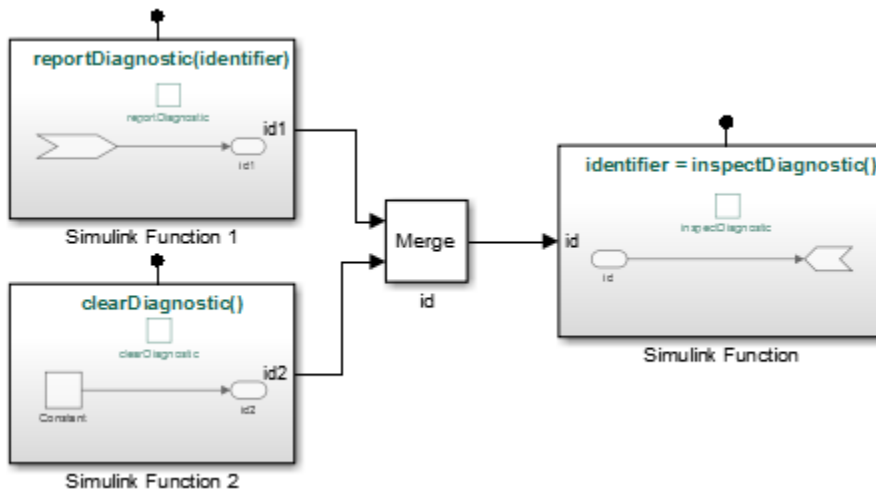 reportDiagnostic(identifier)
reportDiagnostic
id1
id1
Simulink Function 1
clearDiagnostic()
clearDiagnostic
id2
id2
Constant
Simulink Function 2
Merge
id
identifier = inspectDiagnostic()
inspectDiagnostic
id
id
Simulink Function